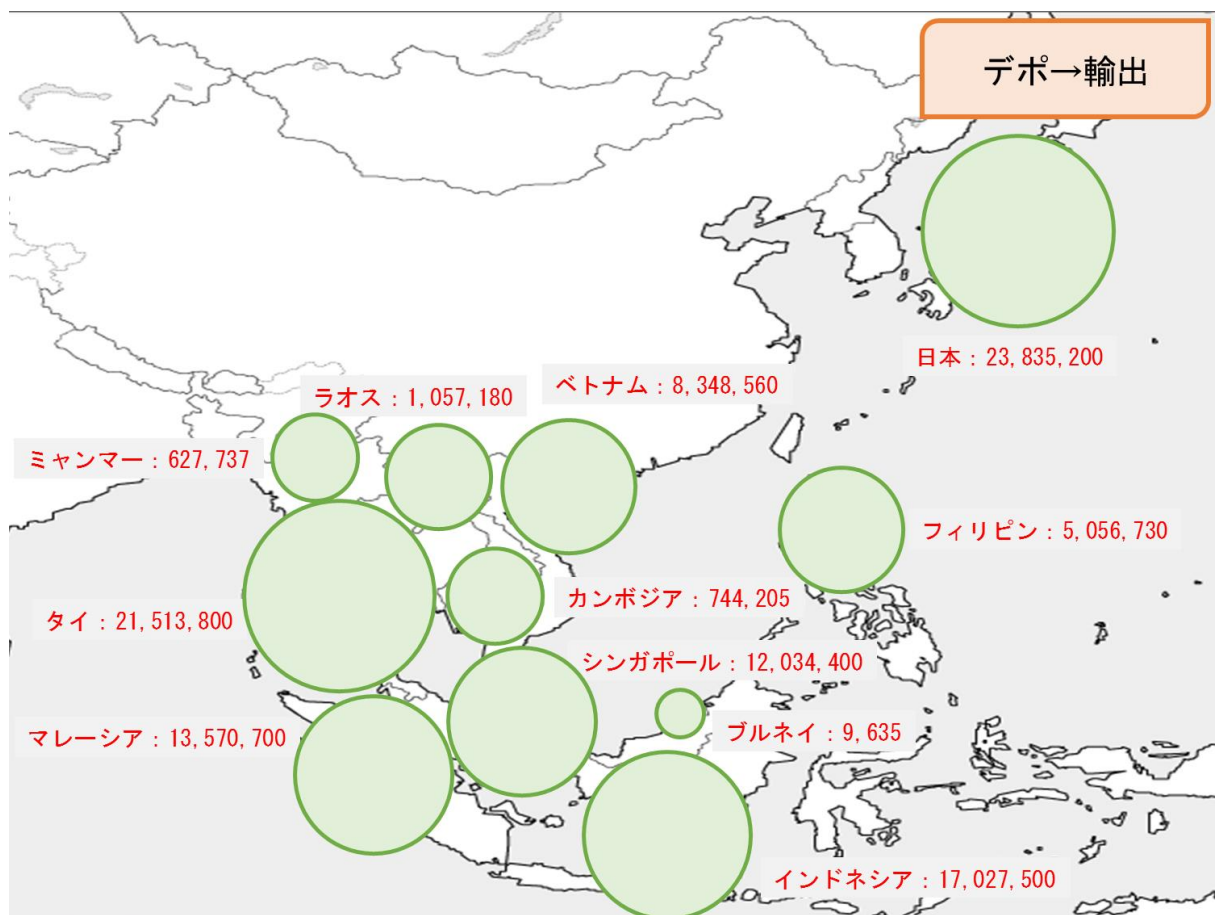 デポ→輸出
日本：23,835,200
ベトナム：8,348,560
ラオス：1,057,180
ミャンマー：627,737
フィリピン：5,056,730
カンボジア：744,205
タイ：21,513,800
シンガポール：12,034,400
ブルネイ：9,635
マレーシア：13,570,700
インドネシア：17,027,500